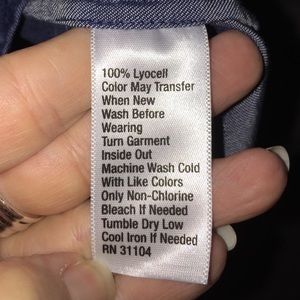 100% Lyocell
Color May Transfer
When New
Wash Before
Wearing
Turn Garment
Inside Out
Machine Wash Cold
With Like Colors
Only Non-Chlorine
Bleach If Needed
Tumble Dry Low
Cool Iron If Needed
RN 31104